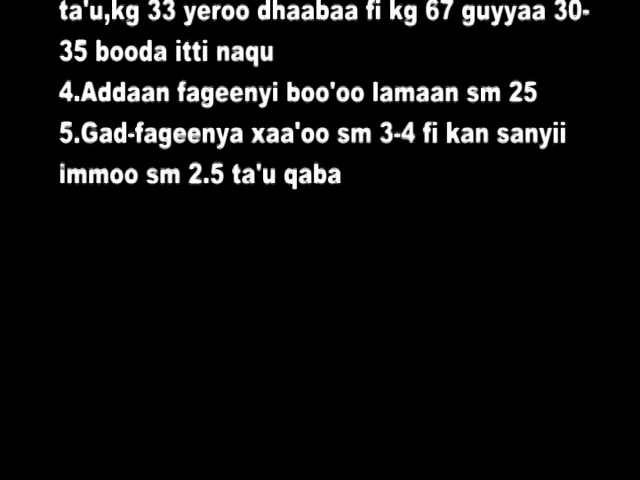 ta'u,kg 33 yeroo dhaabaa fi kg 67 guyyaa 30-
35 booda itti naqu
4.Addaan fageenyi boo'oo lamaan sm 25
5.Gad-fageenya xaa'oo sm 3-4 fi kan sanyii
immoo sm 2.5 ta'u qaba